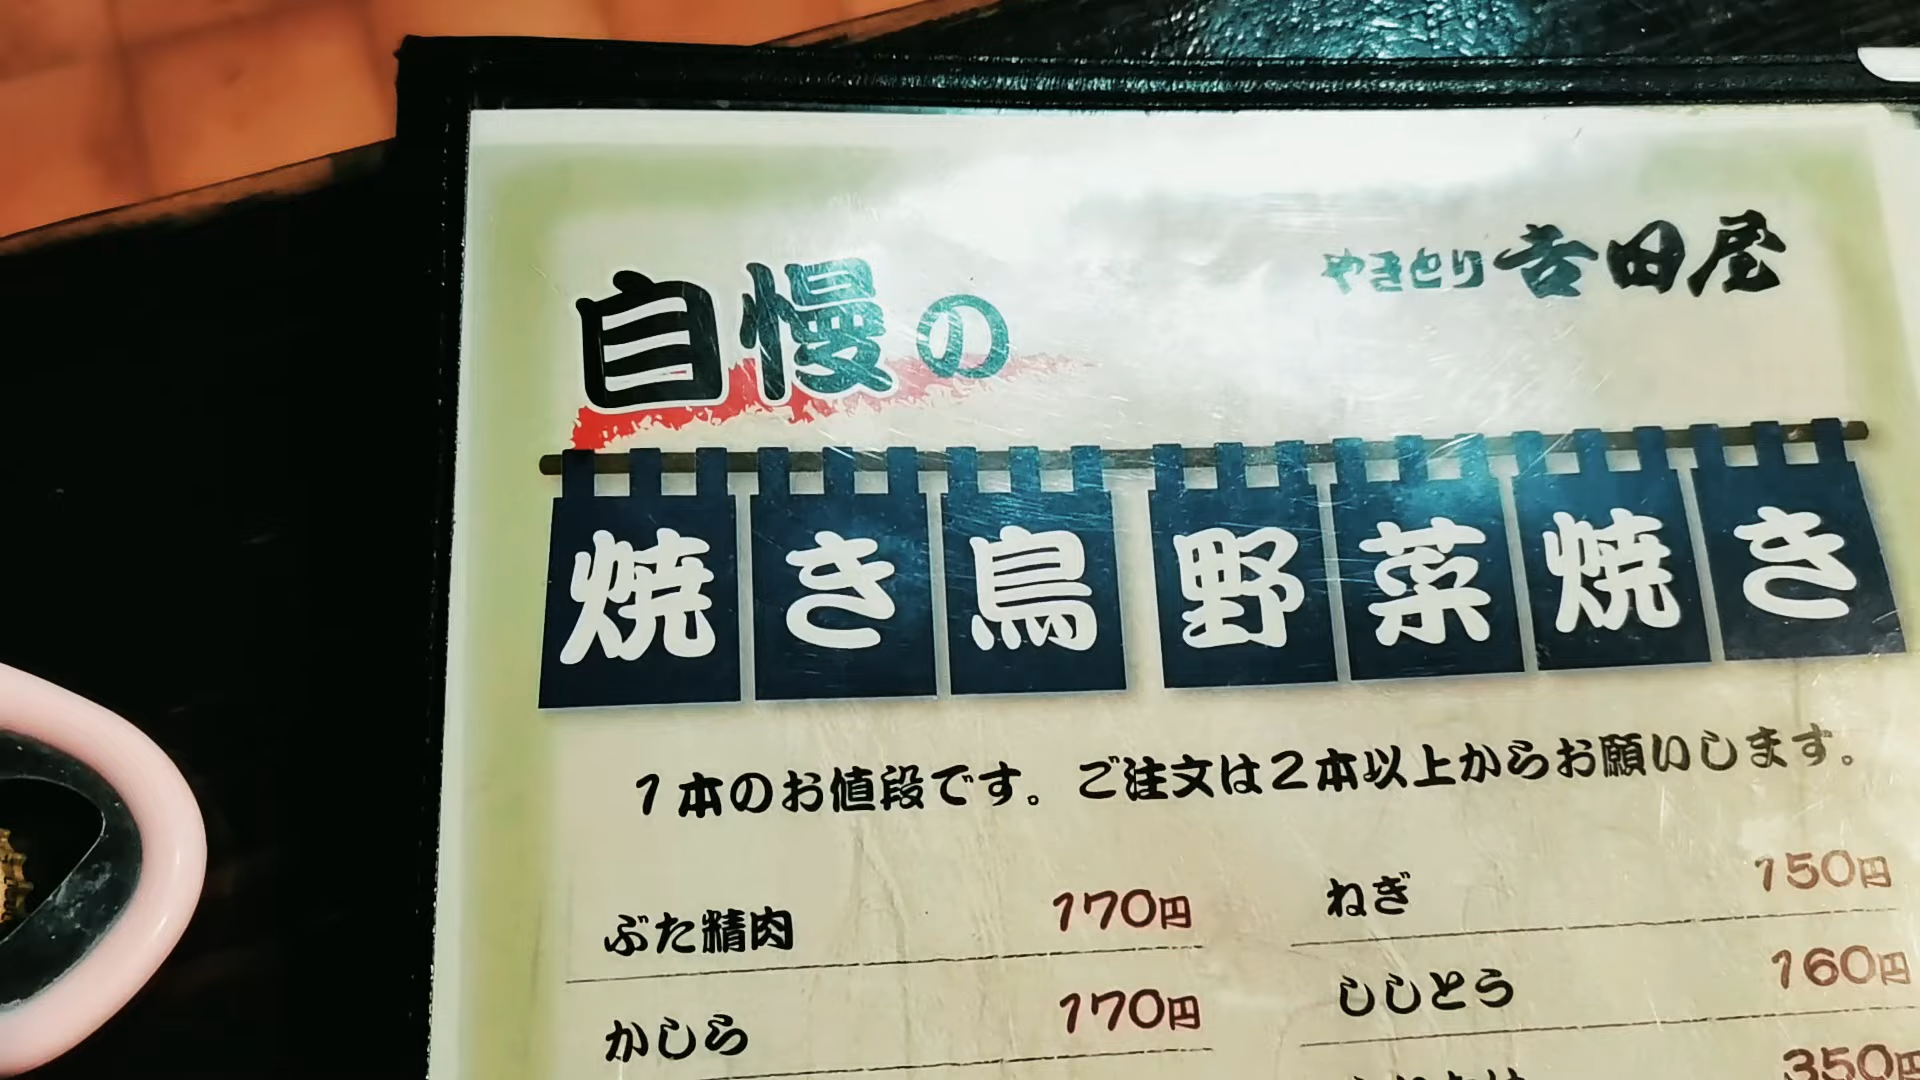 やきとり 吉田屋
自慢の
焼き鳥 野菜焼き
1本のお値段です。ご注文は2本以上からお願いします。
ぶた精肉 170円
かしら 170円
ねぎ 150円
ししとう 160円
350円